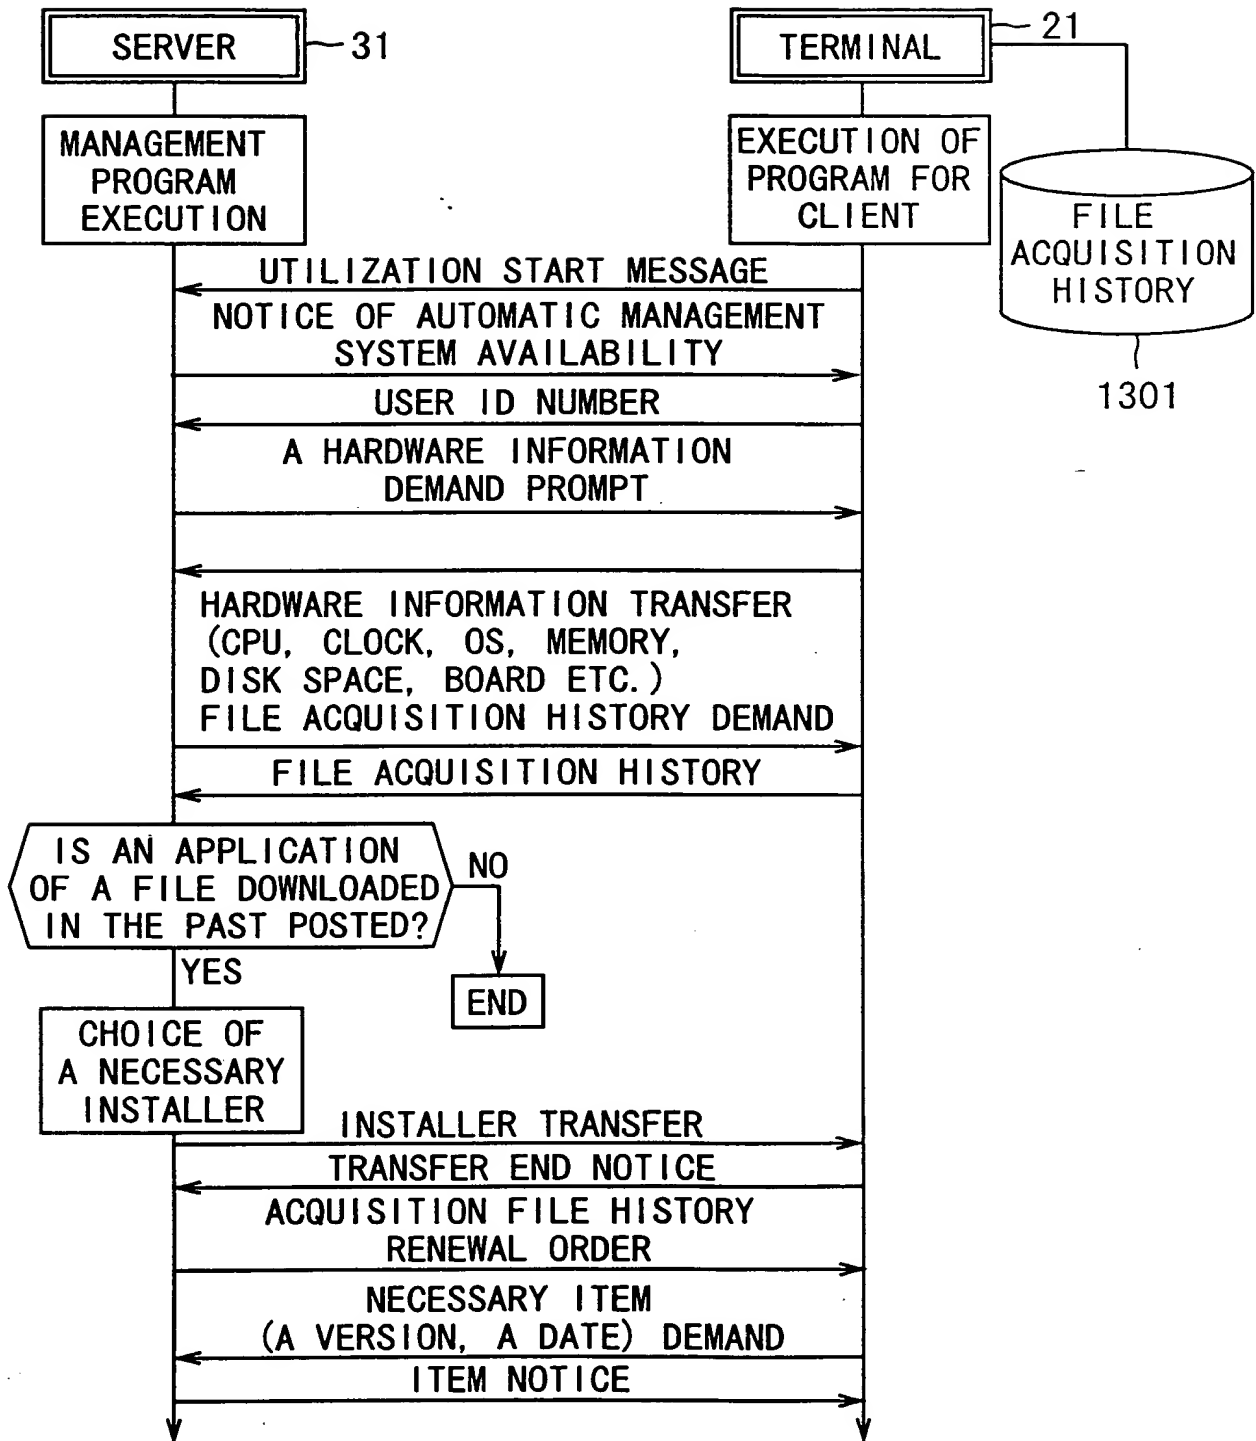 SERVER
31
TERMINAL
21
MANAGEMENT
PROGRAM
EXECUTION
EXECUTION OF
PROGRAM FOR
CLIENT
FILE
ACQUISITION
HISTORY
1301
UTILIZATION START MESSAGE
NOTICE OF AUTOMATIC MANAGEMENT
SYSTEM AVAILABILITY
USER ID NUMBER
A HARDWARE INFORMATION
DEMAND PROMPT
HARDWARE INFORMATION TRANSFER
(CPU, CLOCK, OS, MEMORY,
DISK SPACE, BOARD ETC.)
FILE ACQUISITION HISTORY DEMAND
FILE ACQUISITION HISTORY
IS AN APPLICATION
OF A FILE DOWNLOADED
IN THE PAST POSTED?
NO
YES
END
CHOICE OF
A NECESSARY
INSTALLER
INSTALLER TRANSFER
TRANSFER END NOTICE
ACQUISITION FILE HISTORY
RENEWAL ORDER
NECESSARY ITEM
(A VERSION, A DATE) DEMAND
ITEM NOTICE